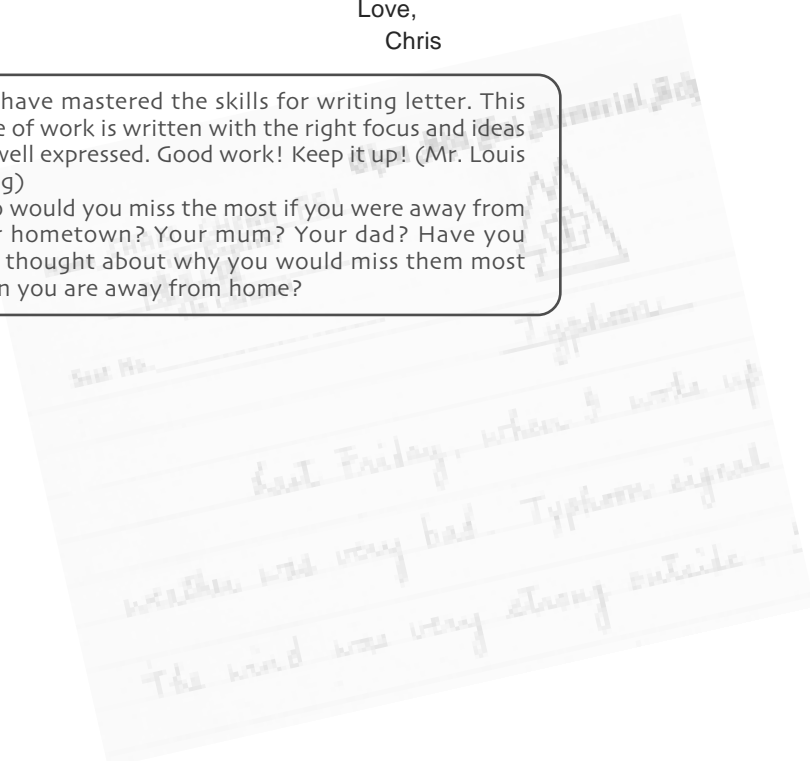 Love,
Chris
have mastered the skills for writing letter. This
e of work is written with the right focus and ideas
well expressed. Good work! Keep it up! (Mr. Louis
g)
o would you miss the most if you were away from
r hometown? Your mum? Your dad? Have you
thought about why you would miss them most
n you are away from home?
Memorial
Seat No.
Typhoon
Last Friday, when I woke up
weather was very bad. Typhoon signal
The wind was very strong outside.